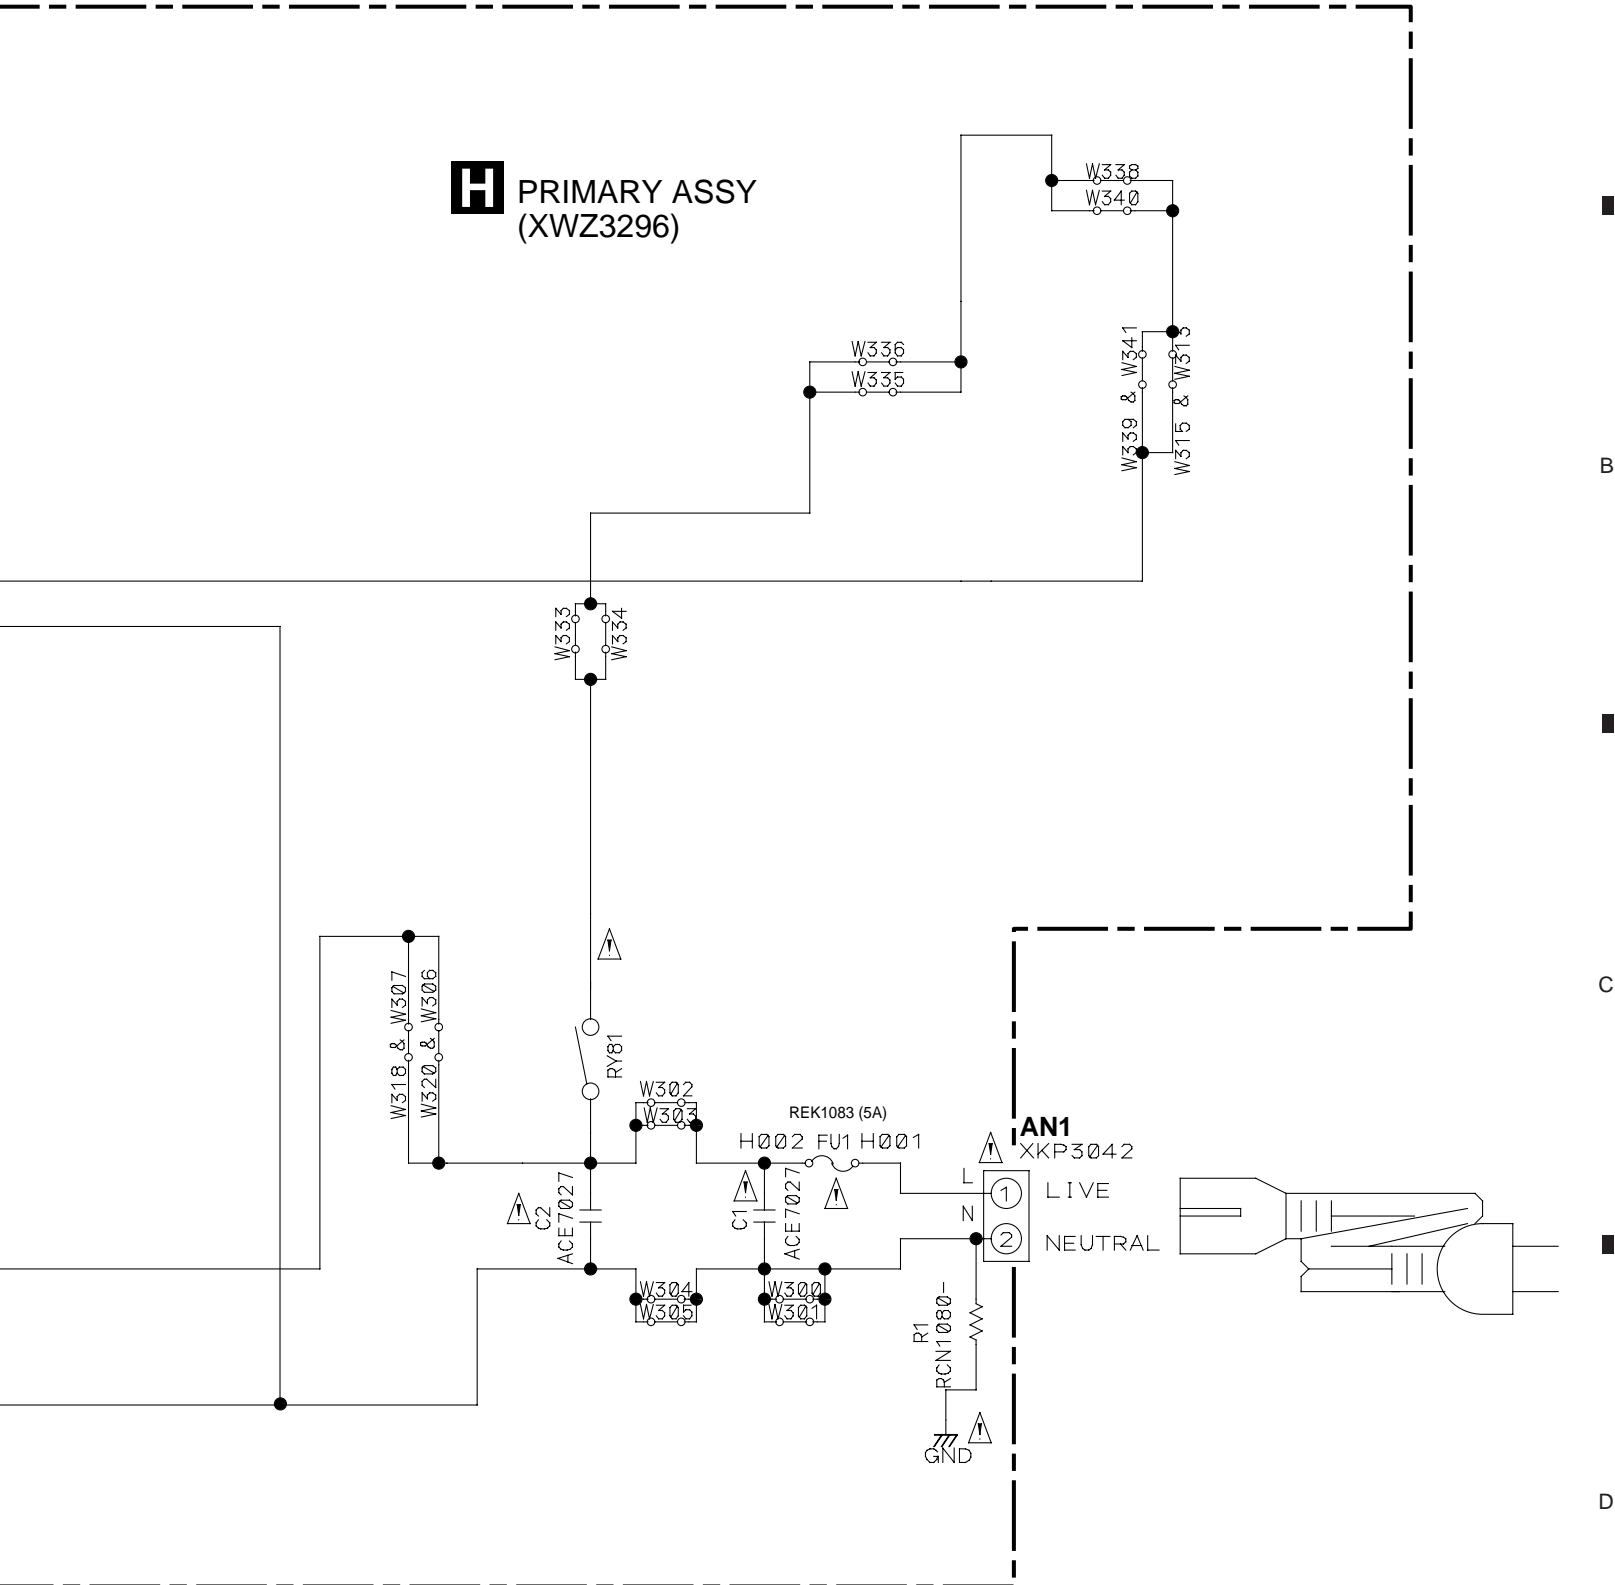 H PRIMARY ASSY
(XWZ3296)
W338
W340
W336
W335
W339 & W341
W315 & W313
B
W333
W334
C
W318 & W307
W320 & W306
RY81
W302
W303
REK1083 (5A)
H002 FU1 H001
AN1
XKP3042
L
1 LIVE
N
2 NEUTRAL
C2
ACE7027
C1
ACE7027
W304
W305
W300
W301
R1
RCN1080-
GND
D